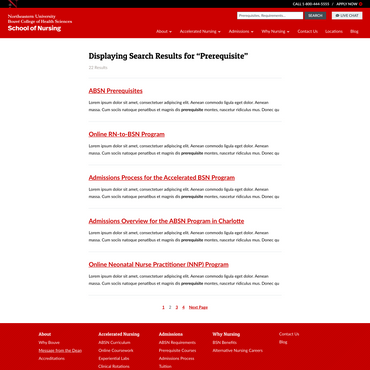 CALL 1-800-444-5555 / APPLY NOW
Northeastern University
Bouvé College of Health Sciences
School of Nursing
Prerequisites, Requirements... SEARCH LIVE CHAT
About Accelerated Nursing Admissions Why Nursing Contact Us Locations Blog
Displaying Search Results for “Prerequisite”
ABSN Prerequisites
Lorem ipsum dolor sit amet, consectetuer adipiscing elit. Aenean commodo ligula eget dolor. Aenean
massa. Cum sociis natoque penatibus et magnis dis prerequisite montes, nascetur ridiculus mus. Donec qu
Online RN-to-BSN Program
Lorem ipsum dolor sit amet, consectetuer adipiscing elit. Aenean commodo ligula eget dolor. Aenean
massa. Cum sociis natoque penatibus et magnis dis prerequisite montes, nascetur ridiculus mus. Donec qu
Admissions Process for the Accelerated BSN Program
Lorem ipsum dolor sit amet, consectetuer adipiscing elit. Aenean commodo ligula eget dolor. Aenean
massa. Cum sociis natoque penatibus et magnis dis prerequisite montes, nascetur ridiculus mus. Donec qu
Admissions Overview for the ABSN Program in Charlotte
Lorem ipsum dolor sit amet, consectetuer adipiscing elit. Aenean commodo ligula eget dolor. Aenean
massa. Cum sociis natoque penatibus et magnis dis prerequisite montes, nascetur ridiculus mus. Donec qu
Online Neonatal Nurse Practitioner (NNP) Program
Lorem ipsum dolor sit amet, consectetuer adipiscing elit. Aenean commodo ligula eget dolor. Aenean
massa. Cum sociis natoque penatibus et magnis dis prerequisite montes, nascetur ridiculus mus. Donec qu
1 2 3 4 Next Page
About
Why Bouve
Message from the Dean
Accreditations
Accelerated Nursing
ABSN Curriculum
Online Coursework
Experiential Labs
Clinical Rotations
Admissions
ABSN Requirements
Prerequisite Courses
Admissions Process
Tuition
Why Nursing
BSN Benefits
Alternative Nursing Careers
Contact Us
Blog